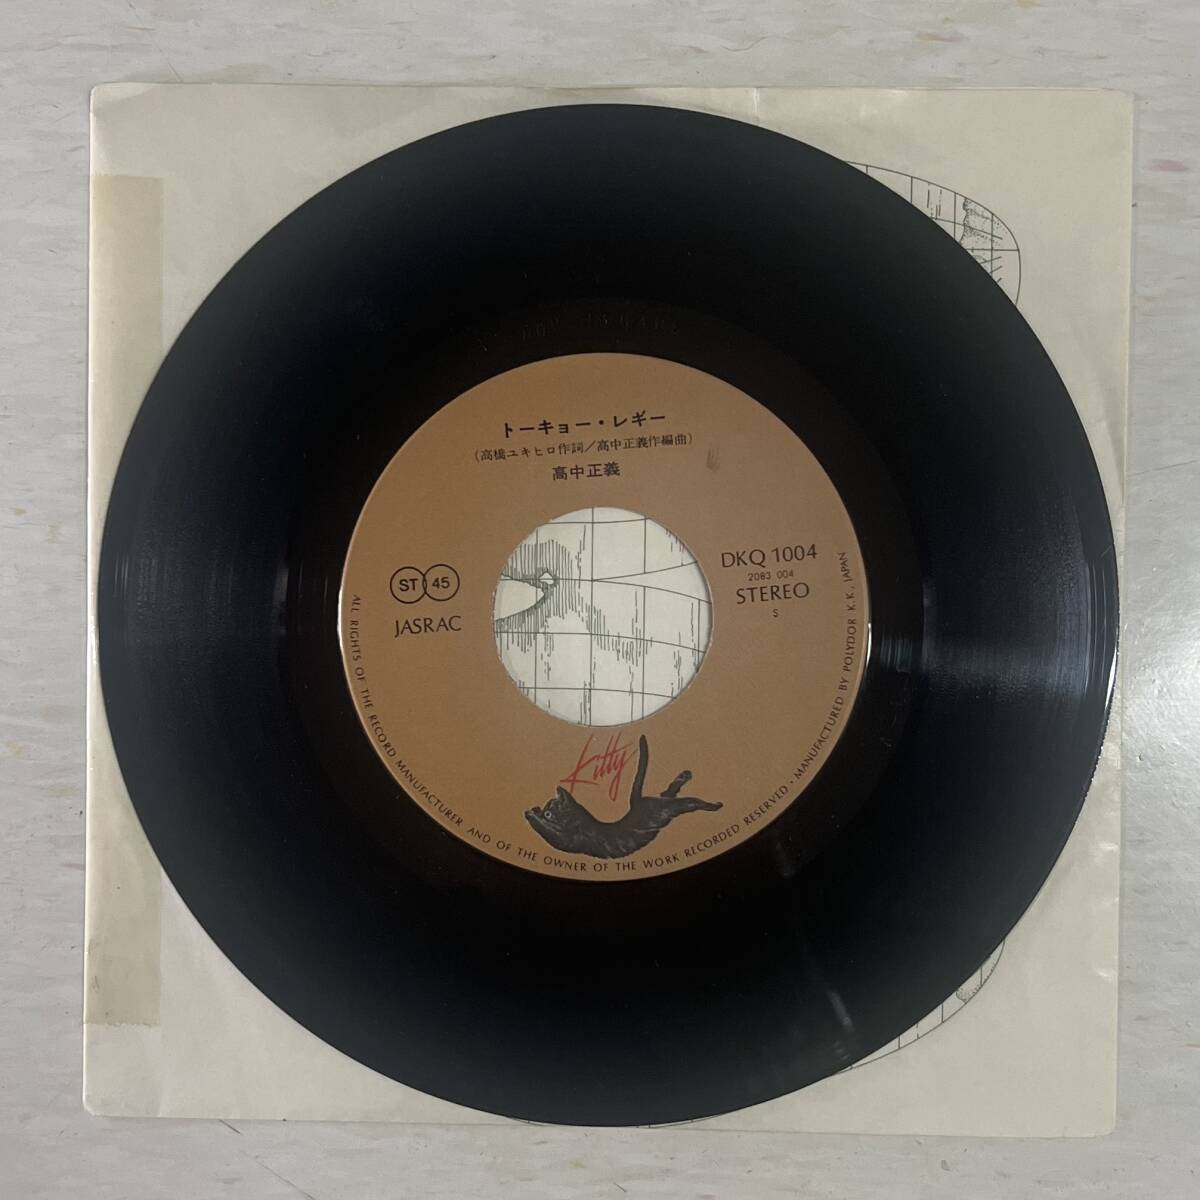 トーキョー・レギー
(高橋ユキヒロ作詞/高中正義作編曲)
高中正義
ST 45
JASRAC
DKQ 1004
2083 004
STEREO
S
Kitty
ALL RIGHTS OF THE RECORD MANUFACTURER AND OF THE OWNER OF THE WORK RECORDED RESERVED • MANUFACTURED BY POLYDOR K.K., JAPAN